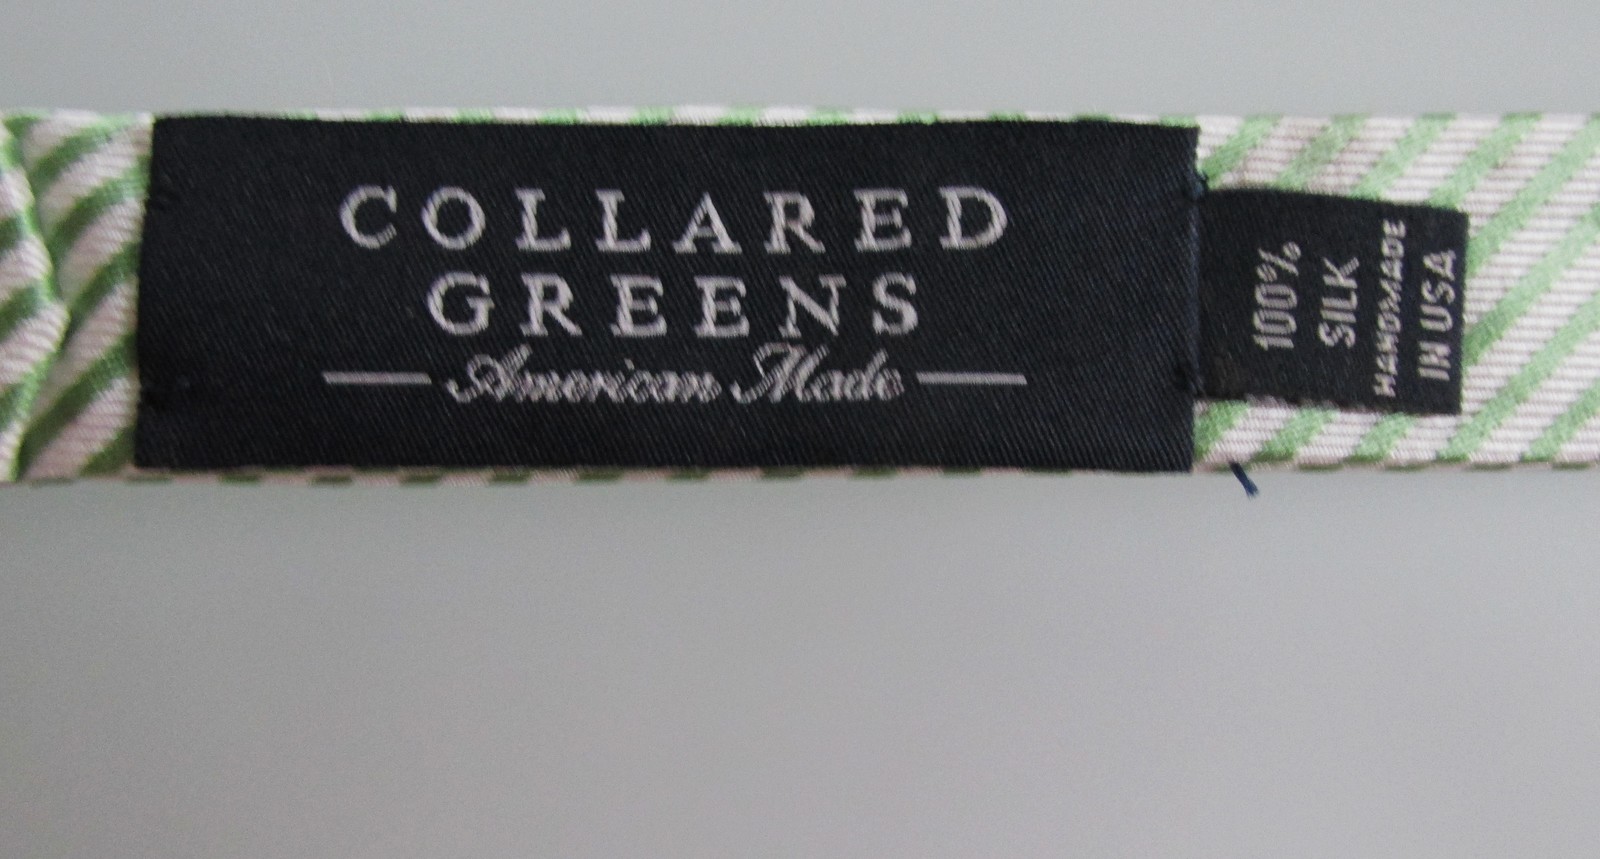 COLLARED
GREENS
American Made
100%
SILK
HANDMADE
IN USA